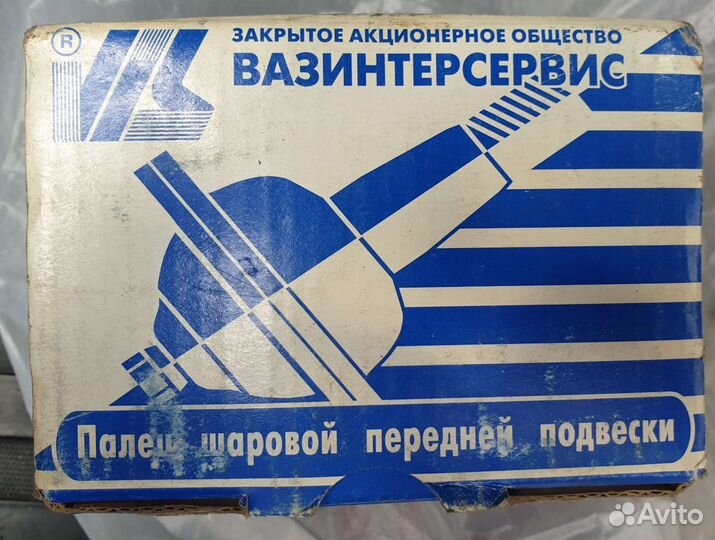 ®
ЗАКРЫТОЕ АКЦИОНЕРНОЕ ОБЩЕСТВО
ВАЗИНТЕРСЕРВИС
Палец шаровой передней подвески
Avito